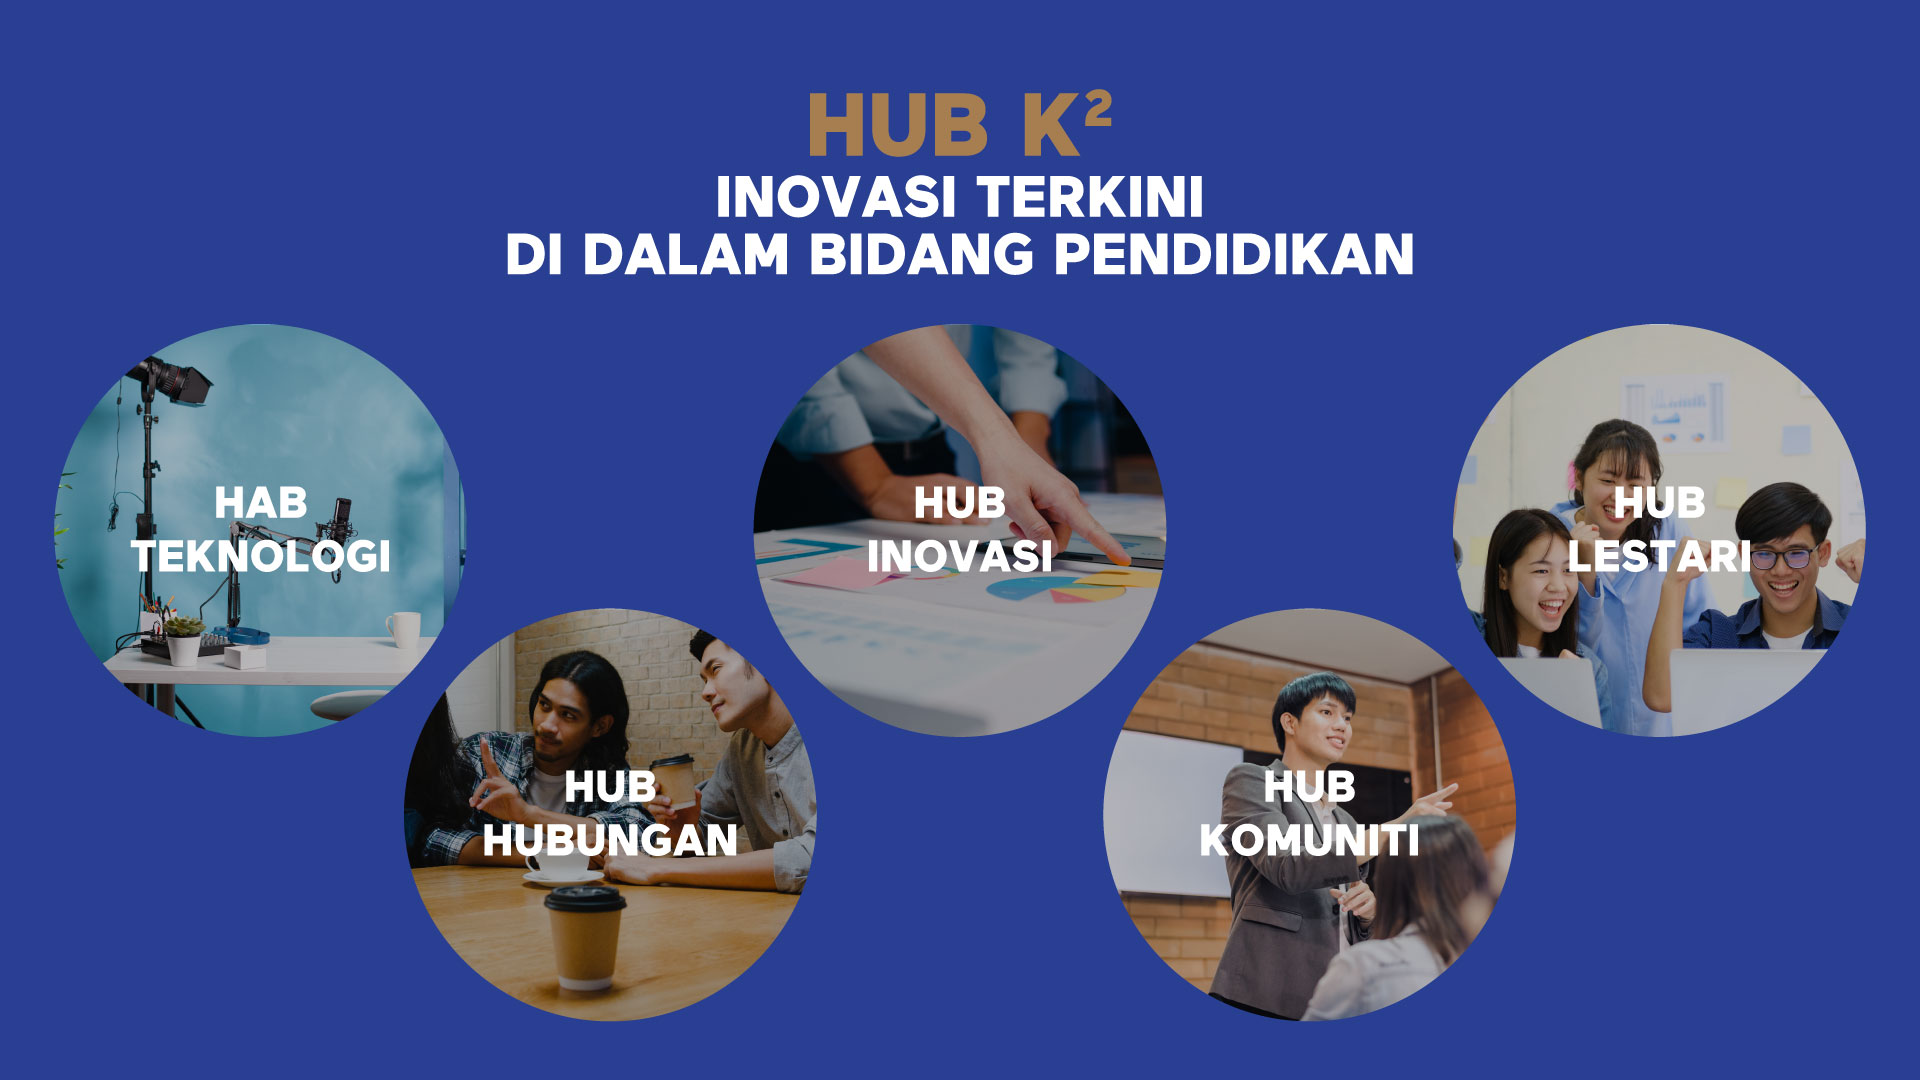 HUB K²
INOVASI TERKINI
DI DALAM BIDANG PENDIDIKAN
HAB
TEKNOLOGI
HUB
HUBUNGAN
HUB
INOVASI
HUB
KOMUNITI
HUB
LESTARI